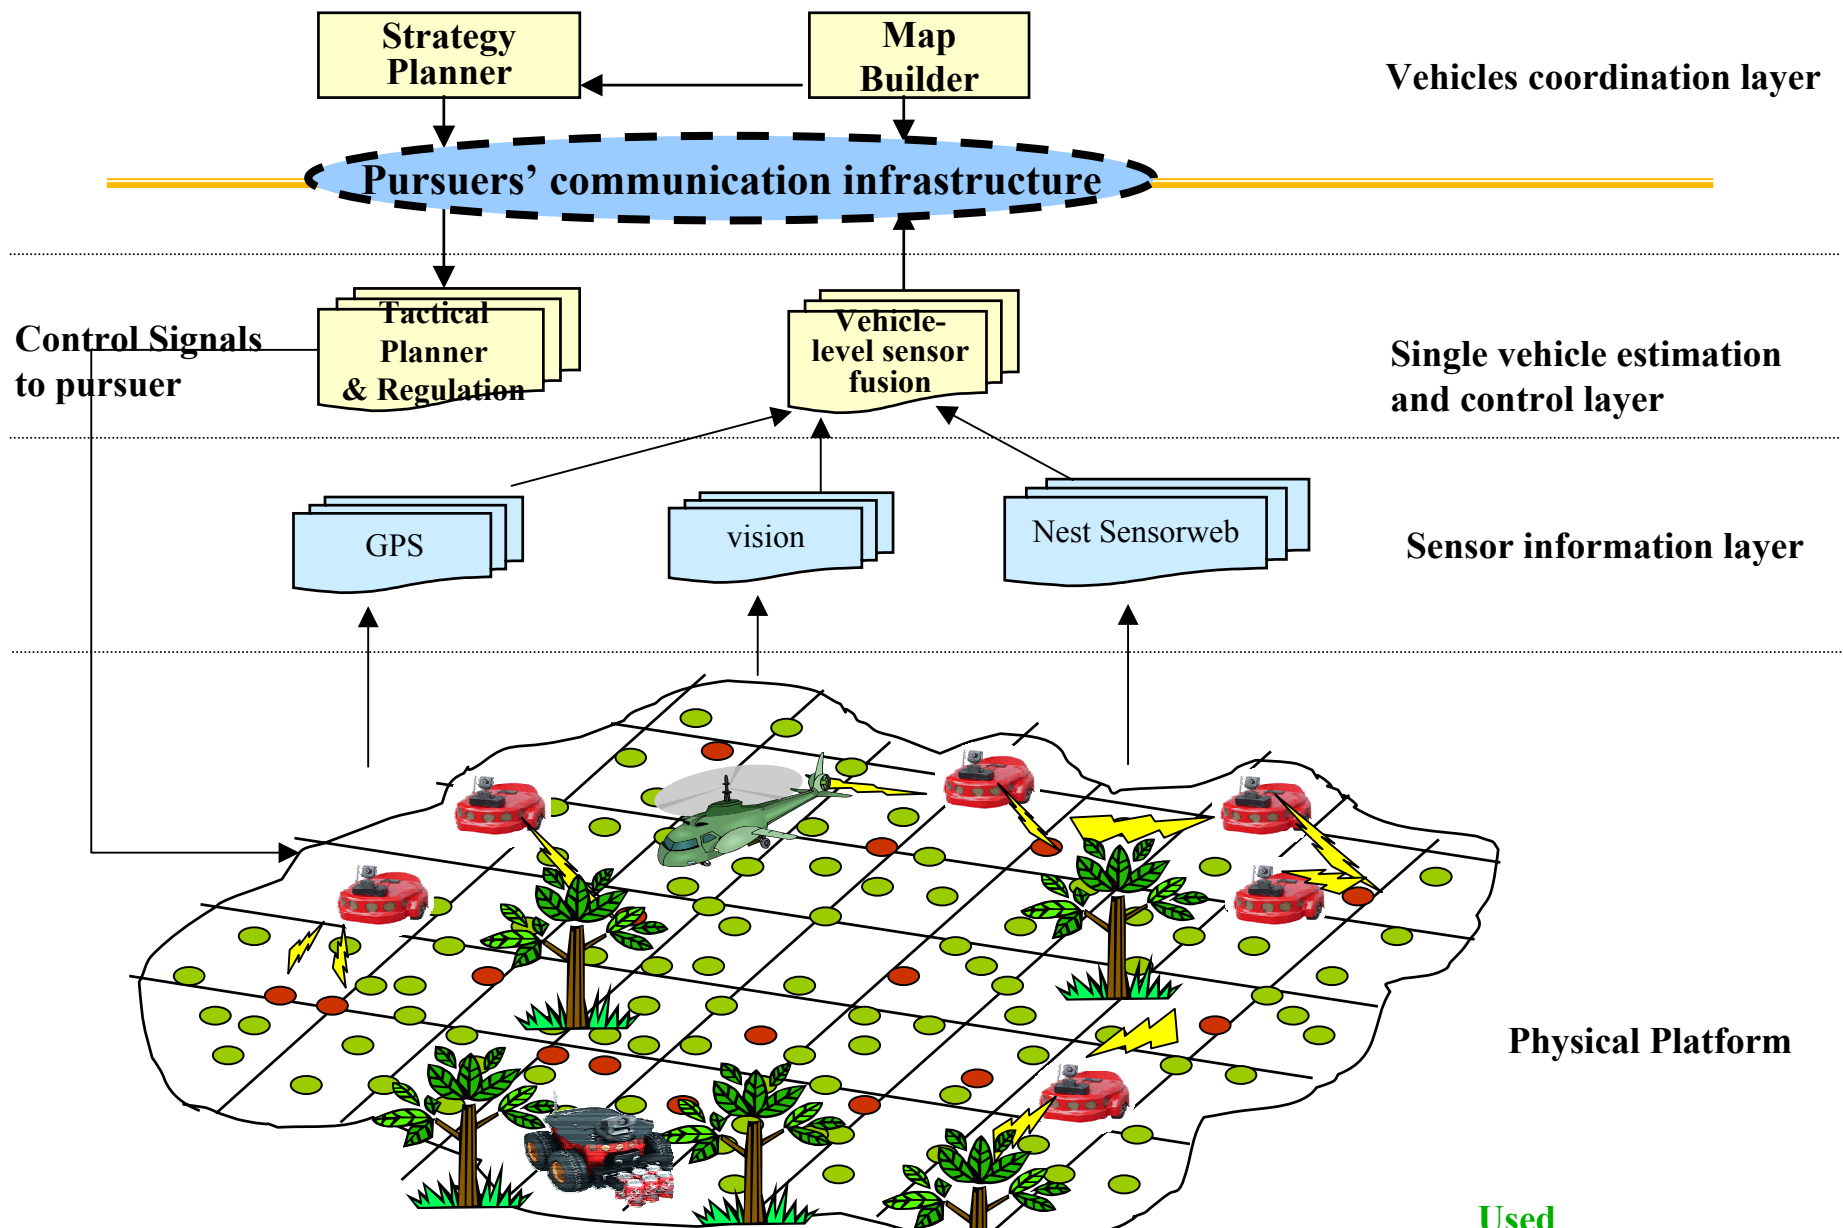 Strategy
Planner
Map
Builder
Vehicles coordination layer
Pursuers’ communication infrastructure
Control Signals
to pursuer
Tactical
Planner
& Regulation
Vehicle-
level sensor
fusion
Single vehicle estimation
and control layer
GPS
vision
Nest Sensorweb
Sensor information layer
Physical Platform
Used